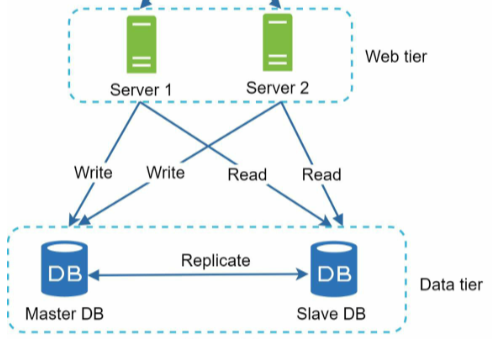 Web tier
Server 1
Server 2
Write
Write
Read
Read
Replicate
DB
DB
Data tier
Master DB
Slave DB